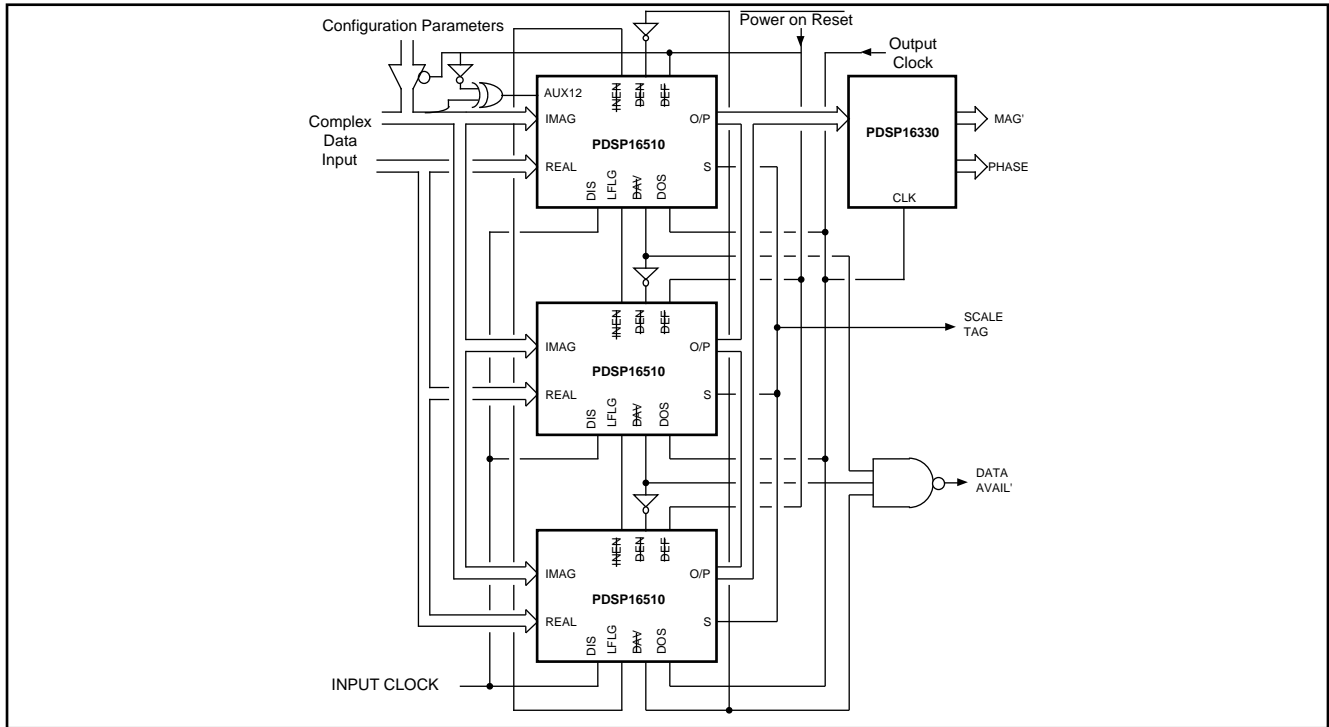 Configuration Parameters
Power on Reset
Output
Clock
Complex
Data
Input
AUX12
INEN
DEN
DEF
IMAG
O/P
PDSP16510
REAL
S
DIS
LFLG
DAV
DOS
PDSP16330
MAG'
PHASE
CLK
INEN
DEN
DEF
IMAG
O/P
PDSP16510
REAL
S
DIS
LFLG
DAV
DOS
SCALE
TAG
DATA
AVAIL'
INEN
DEN
DEF
IMAG
O/P
PDSP16510
REAL
S
DIS
LFLG
DAV
DOS
INPUT CLOCK